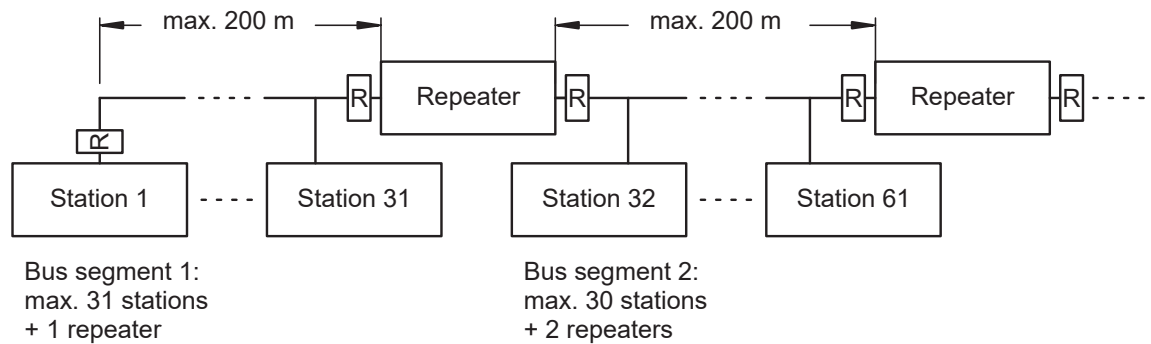 max. 200 m
max. 200 m
R
Repeater
R
R
Repeater
R
R
Station 1
Station 31
Station 32
Station 61
Bus segment 1:
max. 31 stations
+ 1 repeater
Bus segment 2:
max. 30 stations
+ 2 repeaters